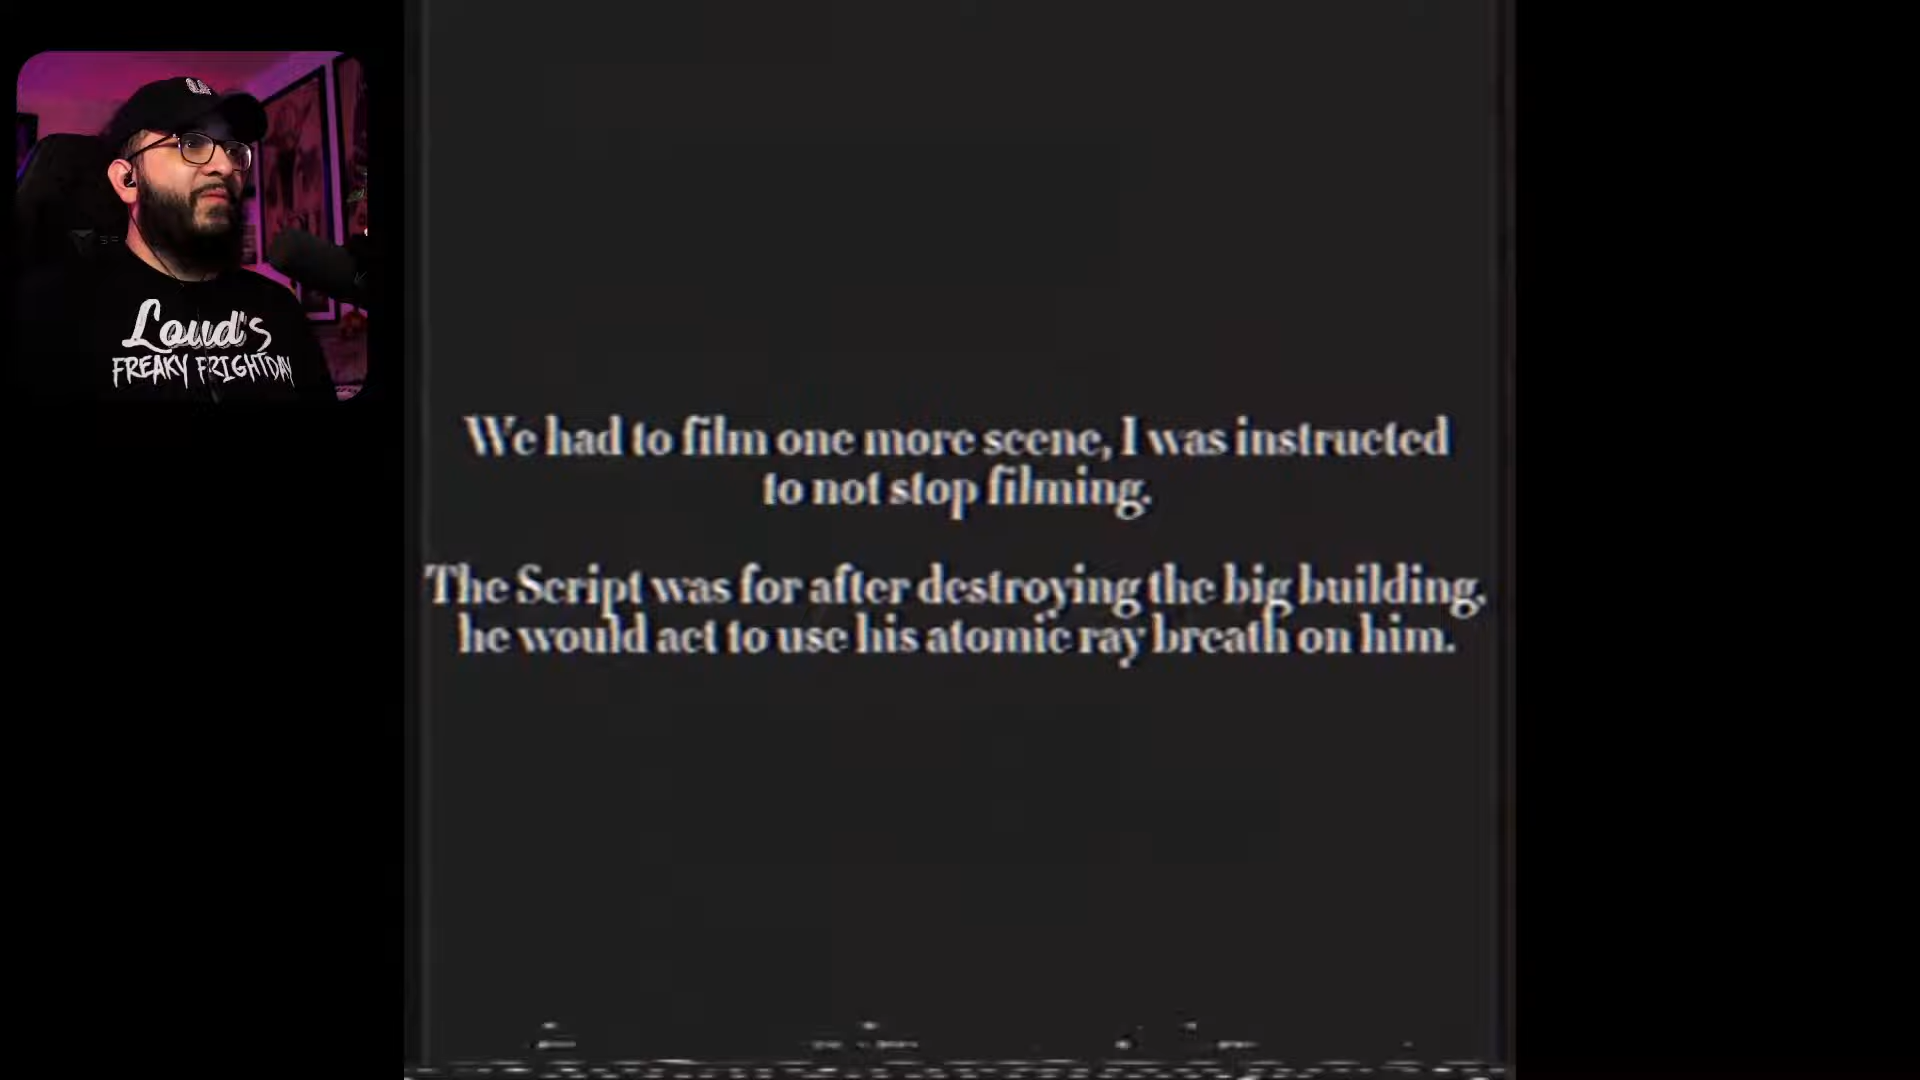 Loud's
FREAKY FRIGHTDAY
We had to film one more scene, I was instructed
to not stop filming.
The Script was for after destroying the big building,
he would act to use his atomic ray breath on him.